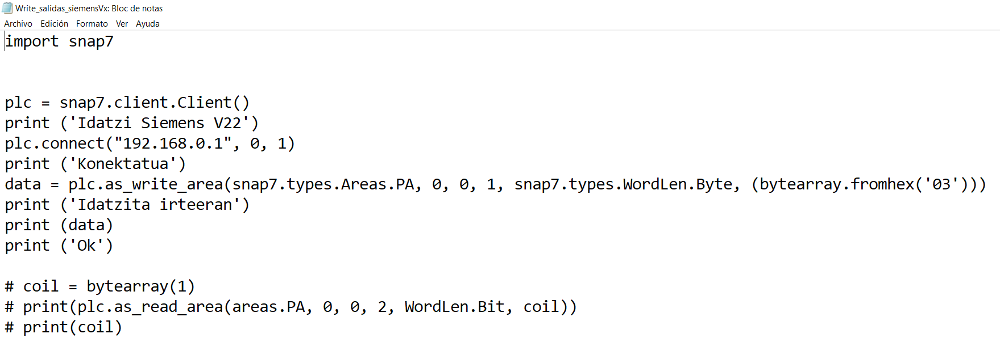 Write_salidas_siemensVx: Bloc de notas
Archivo Edición Formato Ver Ayuda
import snap7
plc = snap7.client.Client()
print ('Idatzi Siemens V22')
plc.connect("192.168.0.1", 0, 1)
print ('Konektatua')
data = plc.as_write_area(snap7.types.Areas.PA, 0, 0, 1, snap7.types.WordLen.Byte, (bytearray.fromhex('03')))
print ('Idatzita irteeran')
print (data)
print ('Ok')
# coil = bytearray(1)
# print(plc.as_read_area(areas.PA, 0, 0, 2, WordLen.Bit, coil))
# print(coil)